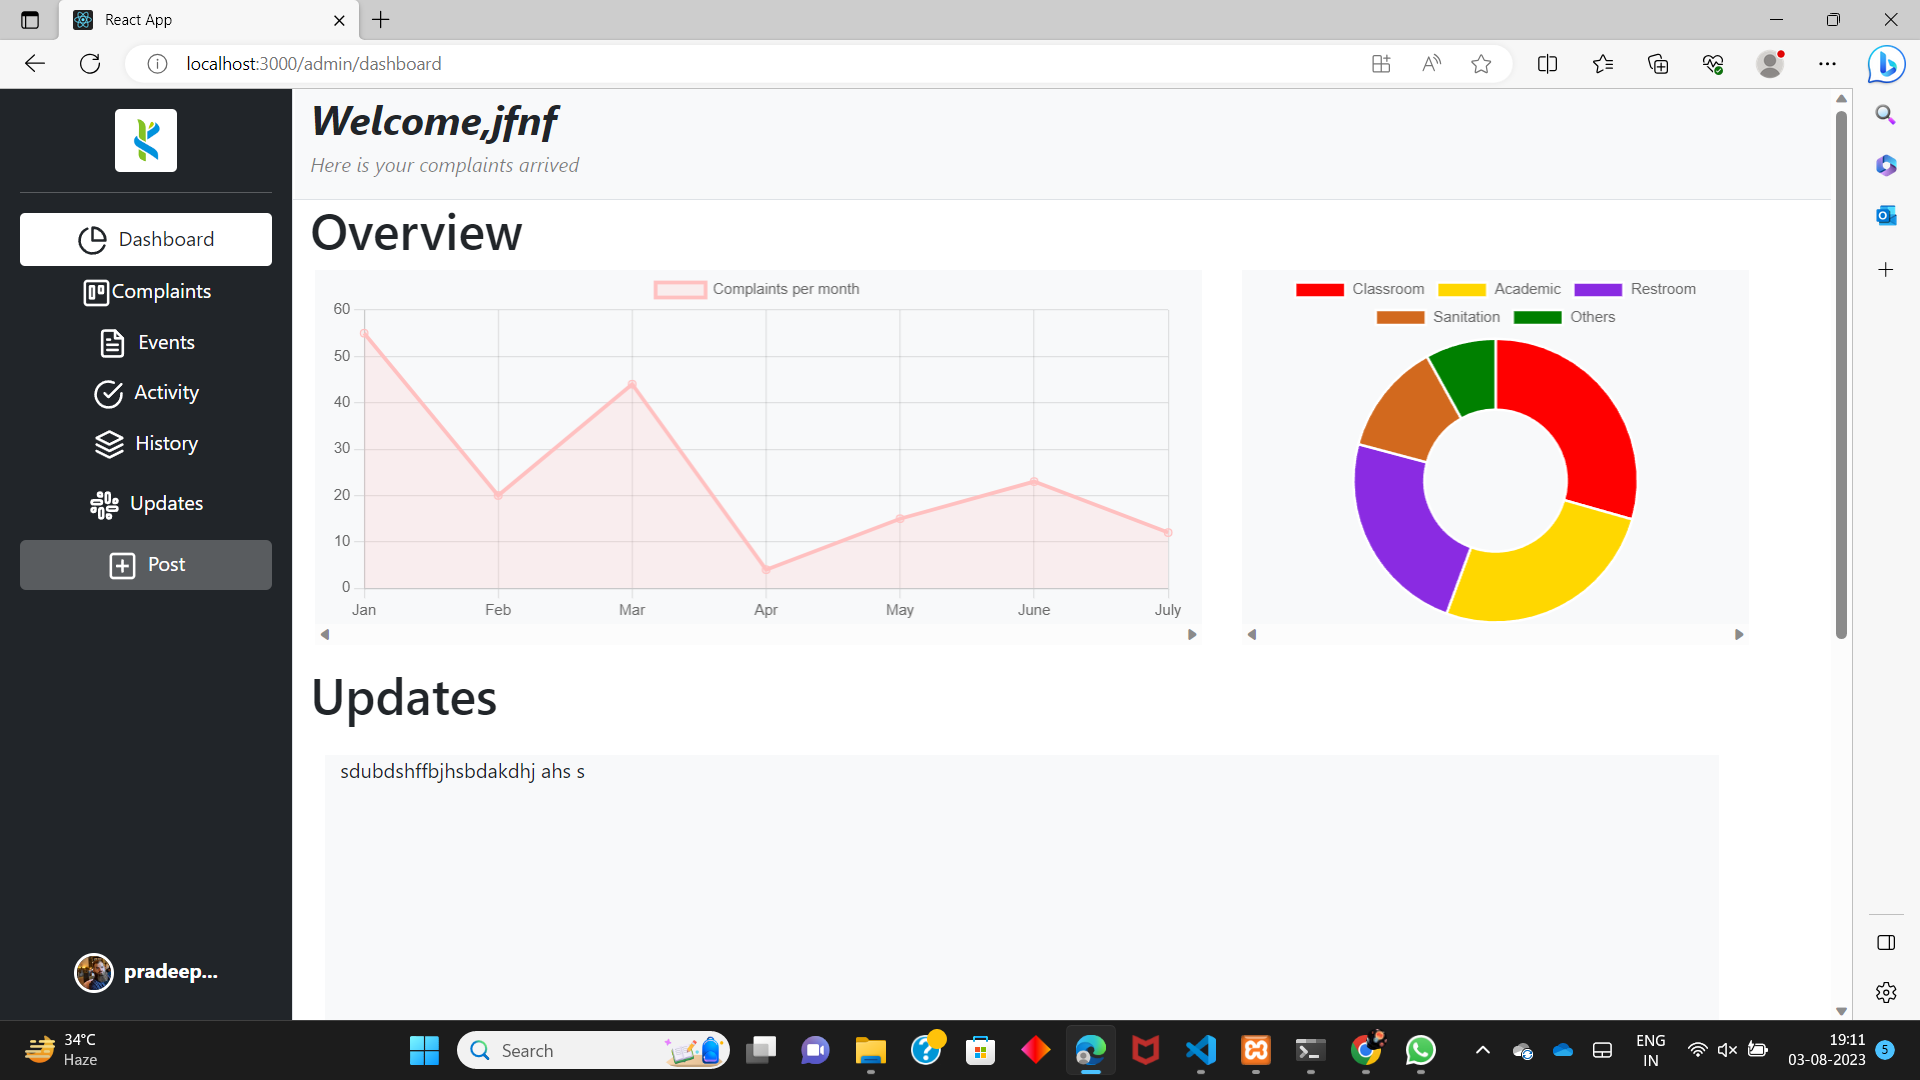 React App
localhost:3000/admin/dashboard
Welcome,jfnf
Here is your complaints arrived
Dashboard
Complaints
Events
Activity
History
Updates
Post
pradeep...
Overview
Complaints per month
60
50
40
30
20
10
0
Jan Feb Mar Apr May June July
Classroom Academic Restroom
Sanitation Others
Updates
sdubdshffbjhsbdakdhj ahs s
34°C
Haze
Search
ENG
IN
19:11
03-08-2023
5